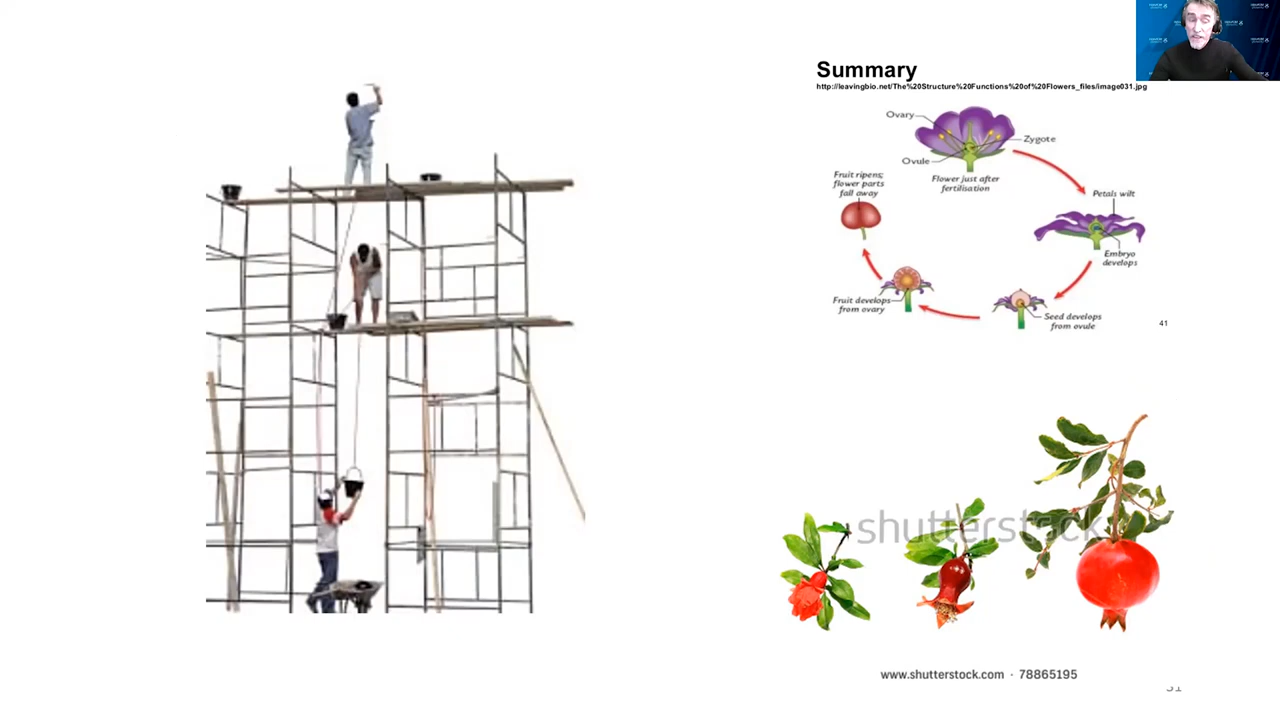 Summary
http://leavingbio.net/The%20Structure%20Functions%20of%20Flowers_files/image031.jpg
Ovary
Zygote
Ovule
Flower just after
fertilisation
Fruit ripens;
flower parts
fall away
Petals wilt
Embryo
develops
Fruit develops
from ovary
Seed develops
from ovule
41
shutterstock
www.shutterstock.com · 78865195